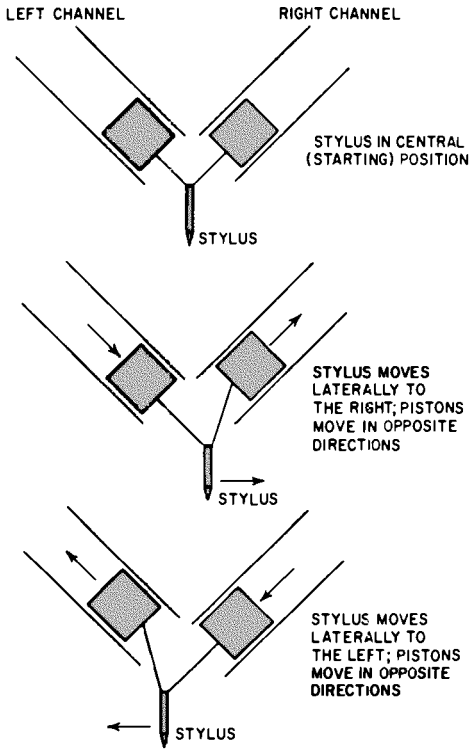 LEFT CHANNEL
RIGHT CHANNEL
STYLUS IN CENTRAL
(STARTING) POSITION
STYLUS
STYLUS MOVES
LATERALLY TO
THE RIGHT; PISTONS
MOVE IN OPPOSITE
DIRECTIONS
STYLUS
STYLUS MOVES
LATERALLY TO
THE LEFT; PISTONS
MOVE IN OPPOSITE
DIRECTIONS
STYLUS